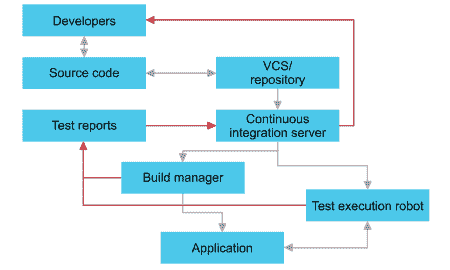 Developers
Source code
VCS/
repository
Test reports
Continuous
integration server
Build manager
Test execution robot
Application